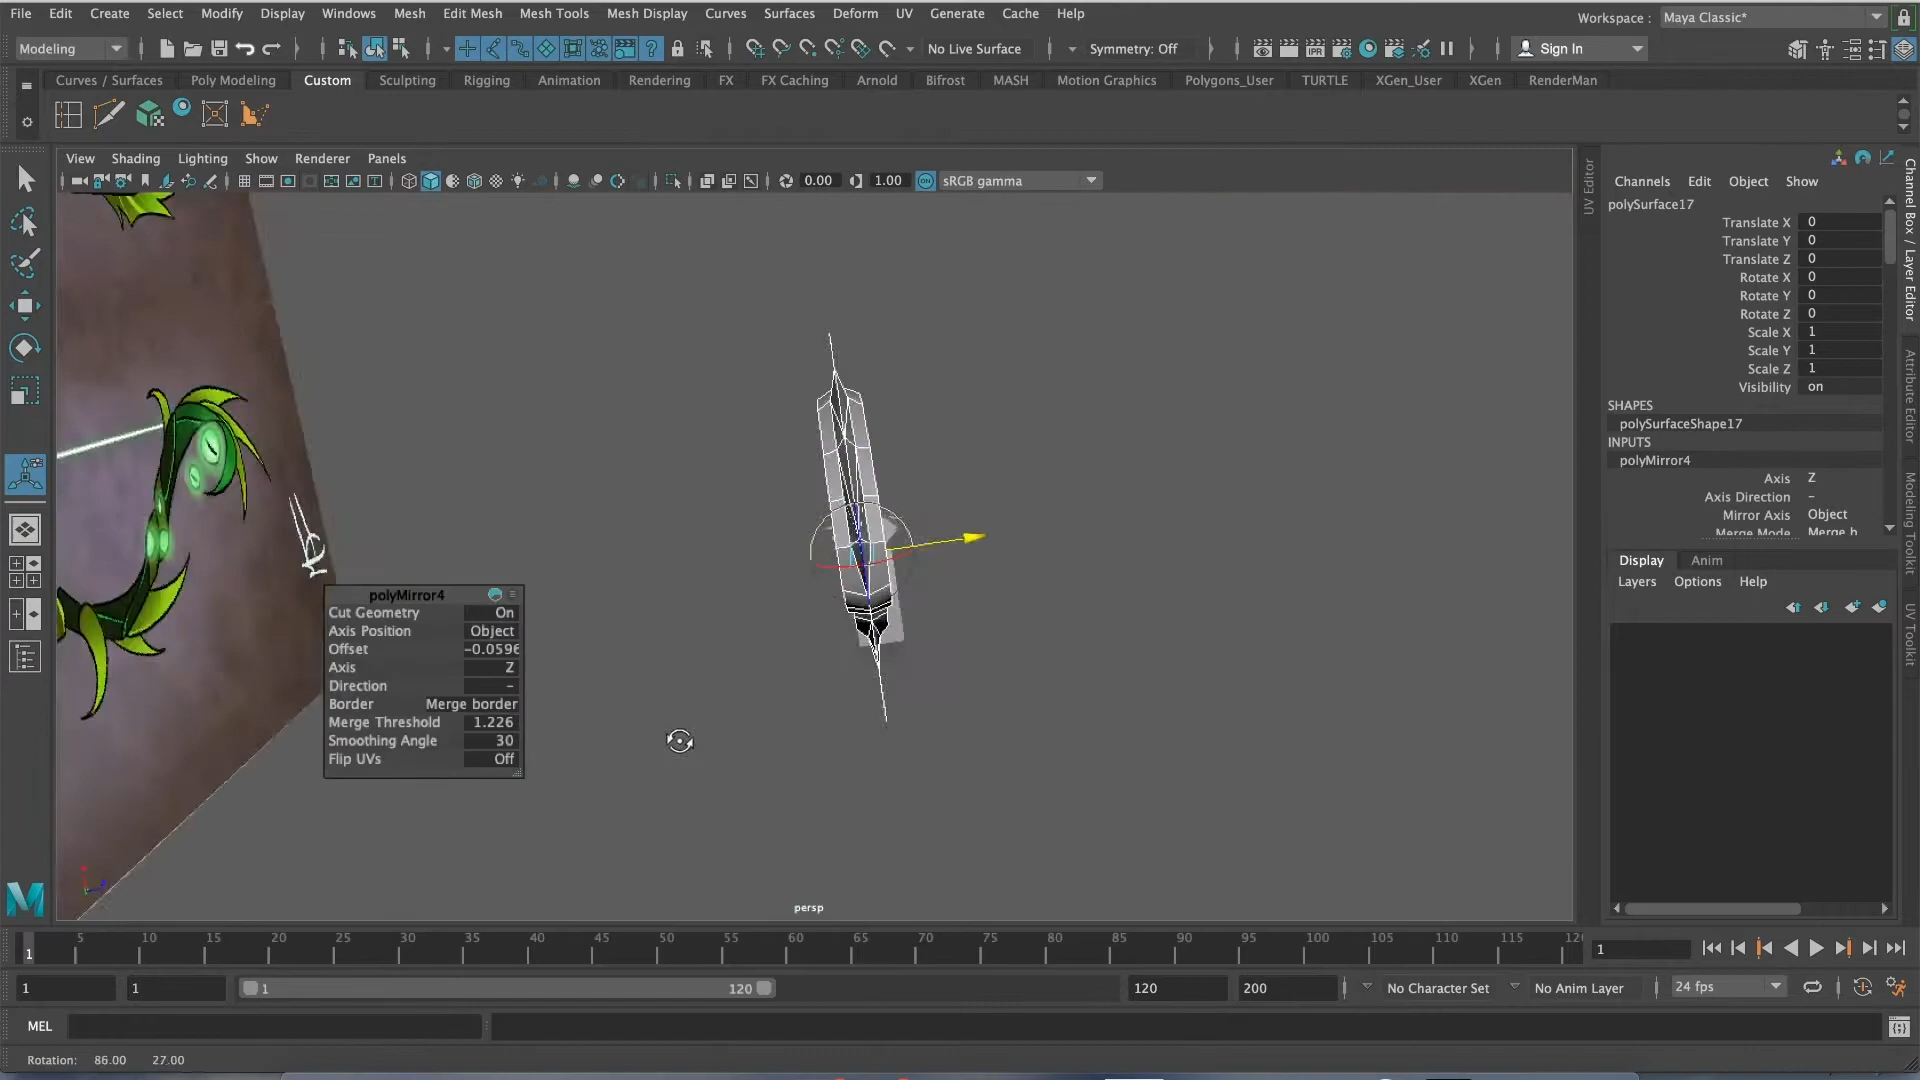 File Edit Create Select Modify Display Windows Mesh Edit Mesh Mesh Tools Mesh Display Curves Surfaces Deform UV Generate Cache Help
Workspace : Maya Classic*
Modeling No Live Surface Symmetry: Off Sign In
Curves / Surfaces Poly Modeling Custom Sculpting Rigging Animation Rendering FX FX Caching Arnold Bifrost MASH Motion Graphics Polygons_User TURTLE XGen_User XGen RenderMan
View Shading Lighting Show Renderer Panels
0.00 1.00 ON sRGB gamma
IPR
UV Editor
Channels Edit Object Show
polySurface17
Translate X 0
Translate Y 0
Translate Z 0
Rotate X 0
Rotate Y 0
Rotate Z 0
Scale X 1
Scale Y 1
Scale Z 1
Visibility on
SHAPES
polySurfaceShape17
INPUTS
polyMirror4
Axis Z
Axis Direction -
Mirror Axis Object
Merge Mode Merge b
Channel Box / Layer Editor
Attribute Editor
Modeling Toolkit
UV Toolkit
Display Anim
Layers Options Help
polyMirror4
Cut Geometry On
Axis Position Object
Offset -0.0596
Axis Z
Direction -
Border Merge border
Merge Threshold 1.226
Smoothing Angle 30
Flip UVs Off
persp
1 5 10 15 20 25 30 35 40 45 50 55 60 65 70 75 80 85 90 95 100 105 110 115 12
1
1 1 1 120 120 200 No Character Set No Anim Layer 24 fps
MEL
Rotation: 86.00 27.00